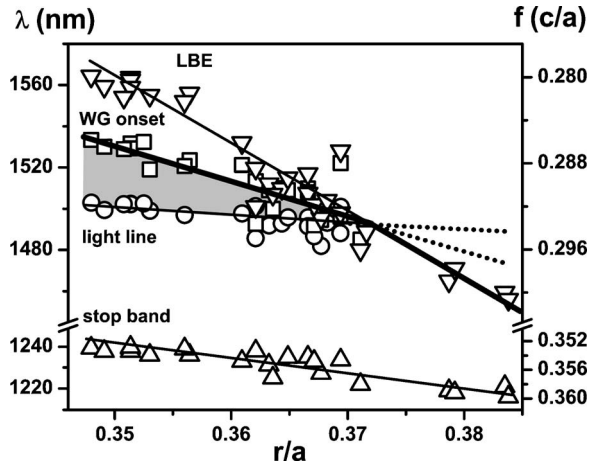 λ (nm)
f (c/a)
LBE
1560
0.280
WG onset
1520
0.288
light line
1480
0.296
stop band
1240
0.352
0.356
1220
0.360
0.35
0.36
0.37
0.38
r/a